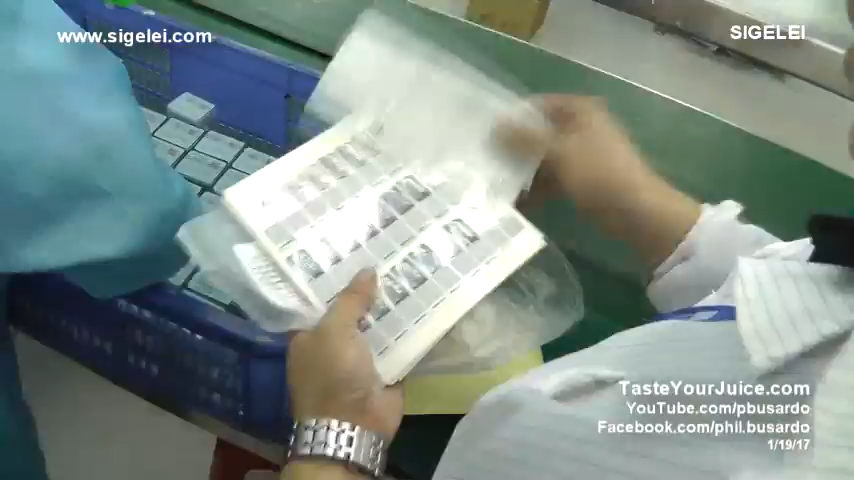 www.sigelei.com
SIGELEI
TasteYourJuice.com
YouTube.com/pbusardo
Facebook.com/phil.busardo
1/19/17